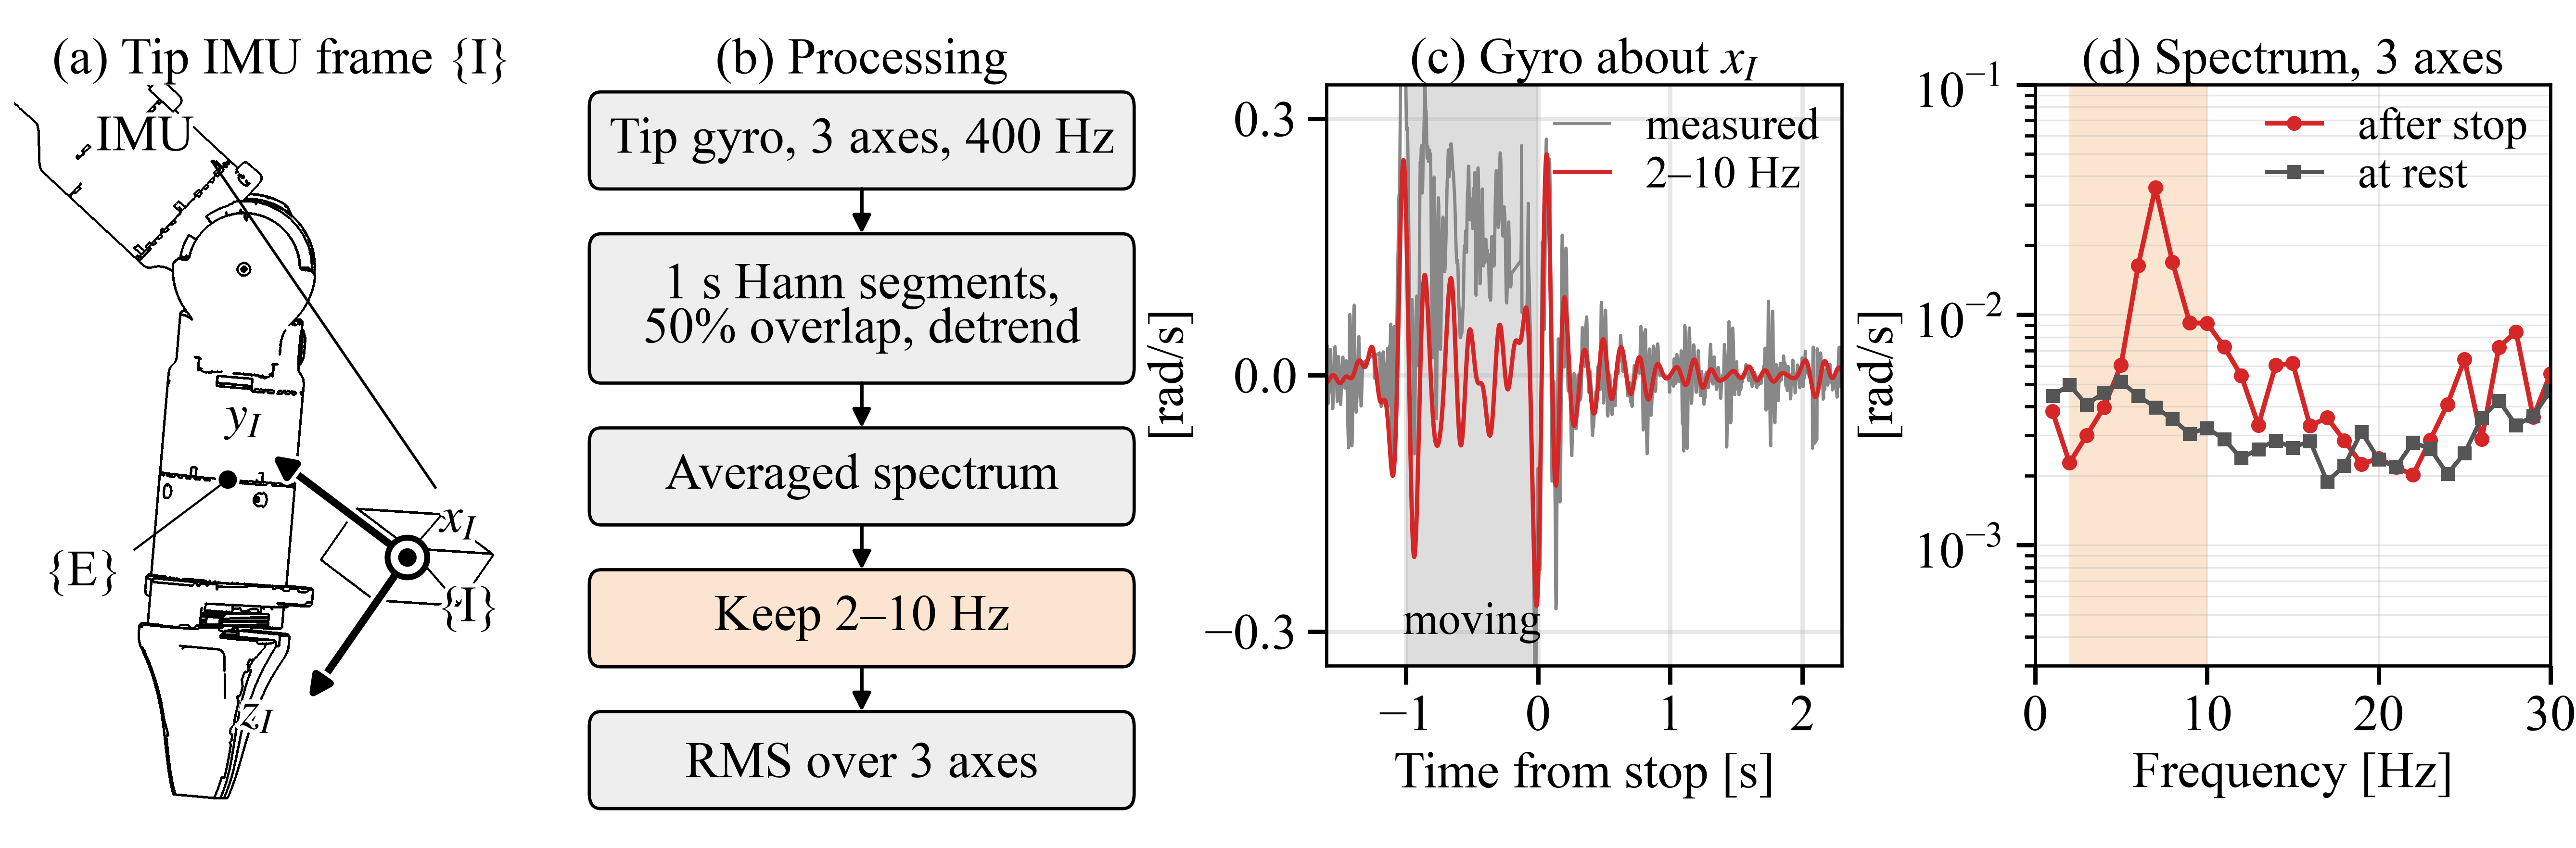 (a) Tip IMU frame {I}
IMU
y_I
x_I
{E}
{I}
z_I
(b) Processing
Tip gyro, 3 axes, 400 Hz
1 s Hann segments,
50% overlap, detrend
Averaged spectrum
Keep 2–10 Hz
RMS over 3 axes
(c) Gyro about x_I
[rad/s]
0.3
0.0
−0.3
measured
2–10 Hz
moving
−1 0 1 2
Time from stop [s]
(d) Spectrum, 3 axes
[rad/s]
10⁻¹
10⁻²
10⁻³
after stop
at rest
0 10 20 30
Frequency [Hz]